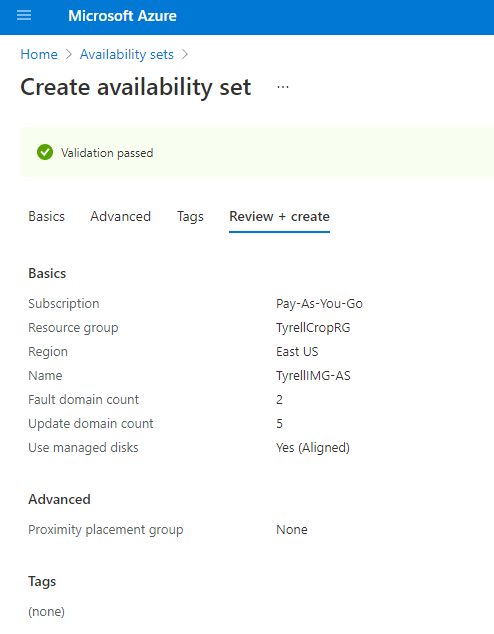 Microsoft Azure
Home > Availability sets >
Create availability set ...
Validation passed
Basics Advanced Tags Review + create
Basics
Subscription Pay-As-You-Go
Resource group TyrellCropRG
Region East US
Name TyrellIMG-AS
Fault domain count 2
Update domain count 5
Use managed disks Yes (Aligned)
Advanced
Proximity placement group None
Tags
(none)